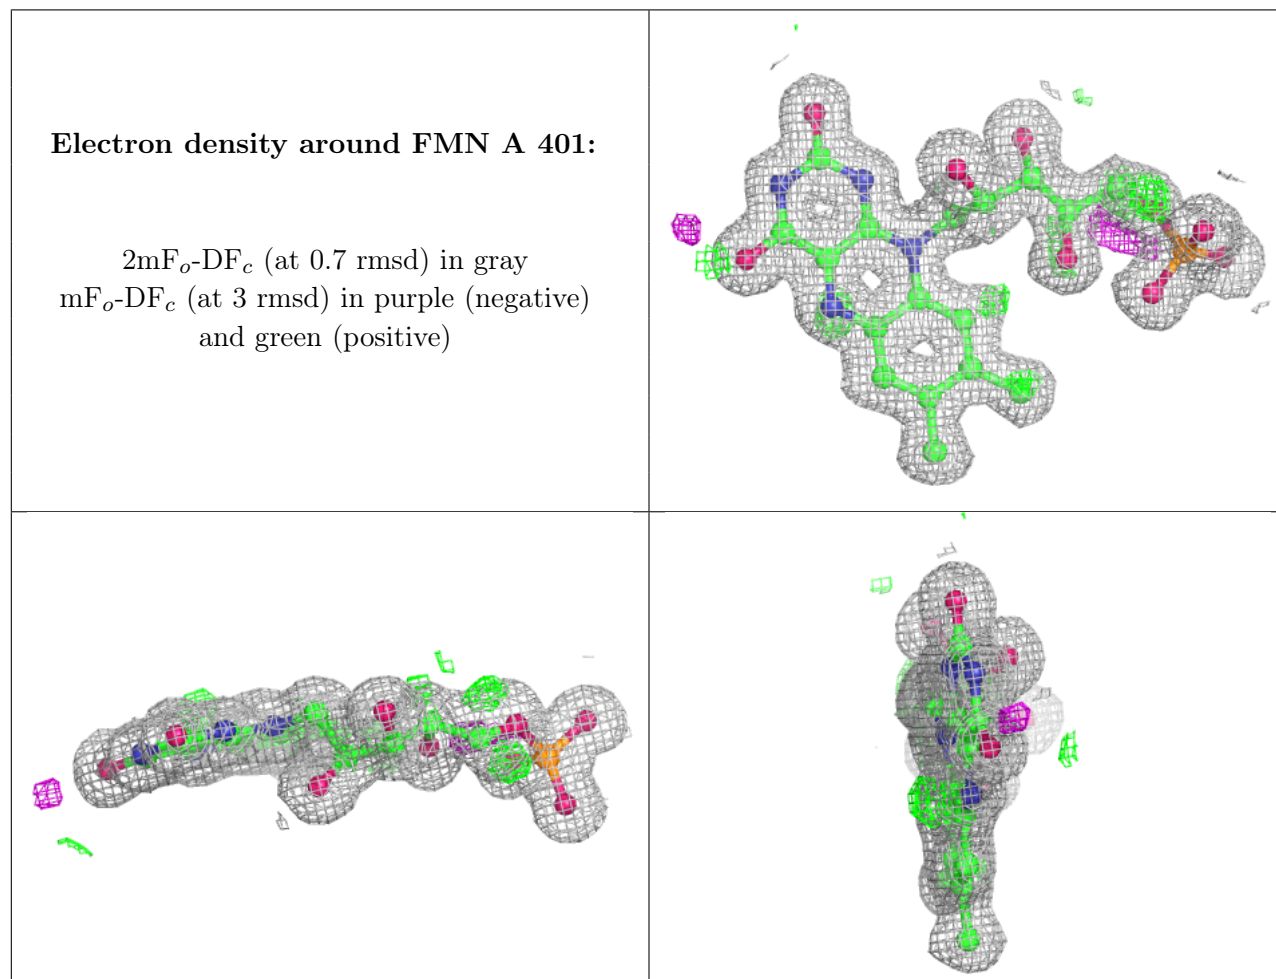 Electron density around FMN A 401:
2mFo-DFc (at 0.7 rmsd) in gray
mFo-DFc (at 3 rmsd) in purple (negative)
and green (positive)